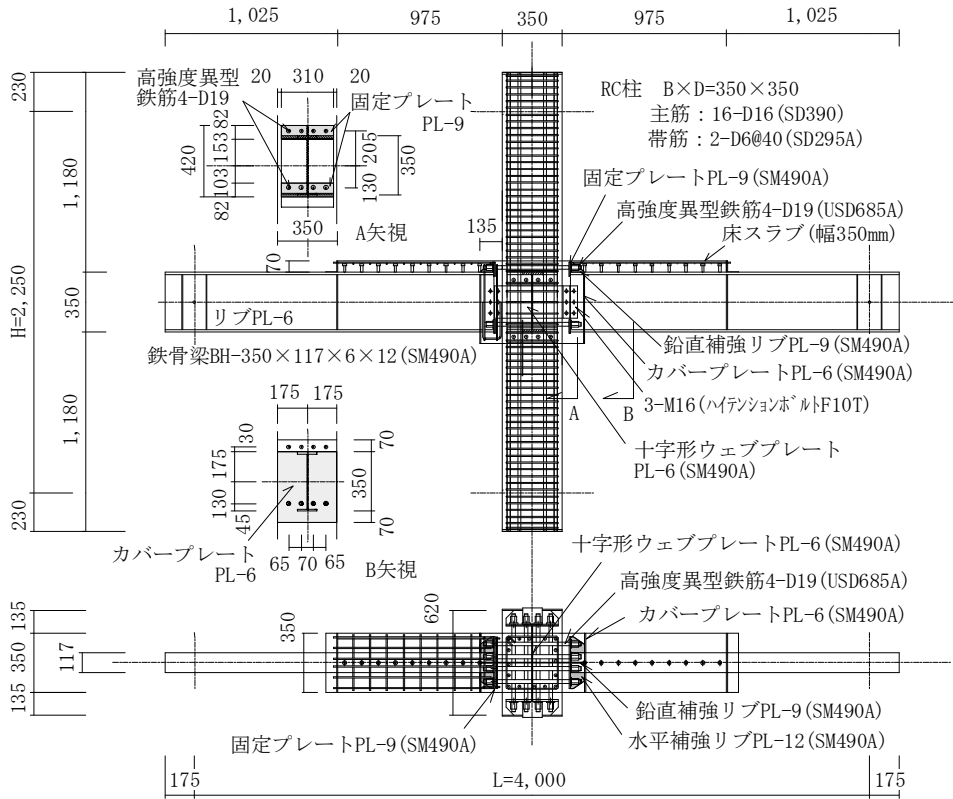 1,025 975 350 975 1,025
230
1,180
H=2,250
350
1,180
230
高強度異型
鉄筋4-D19
20 310 20
固定プレート
PL-9
82
153
420
103
82
205
350
130
350
A矢視
135
70
RC柱 B×D=350×350
主筋：16-D16(SD390)
帯筋：2-D6@40(SD295A)
固定プレートPL-9(SM490A)
高強度異型鉄筋4-D19(USD685A)
床スラブ(幅350mm)
リブPL-6
鉄骨梁BH-350×117×6×12(SM490A)
鉛直補強リブPL-9(SM490A)
カバープレートPL-6(SM490A)
3-M16(ハイテンションボルトF10T)
A B
十字形ウェブプレート
PL-6(SM490A)
175 175
30
175
130
45
70
350
70
カバープレート
PL-6
65 70 65
B矢視
十字形ウェブプレートPL-6(SM490A)
高強度異型鉄筋4-D19(USD685A)
カバープレートPL-6(SM490A)
135
350
135
117
350
620
鉛直補強リブPL-9(SM490A)
水平補強リブPL-12(SM490A)
固定プレートPL-9(SM490A)
175 L=4,000 175